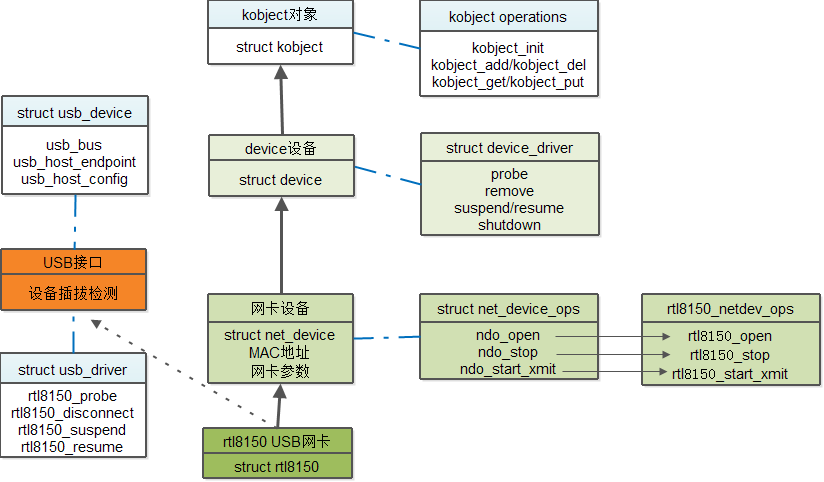 kobject对象
struct kobject
kobject operations
kobject_init
kobject_add/kobject_del
kobject_get/kobject_put
struct usb_device
usb_bus
usb_host_endpoint
usb_host_config
device设备
struct device
struct device_driver
probe
remove
suspend/resume
shutdown
USB接口
设备插拔检测
网卡设备
struct net_device
MAC地址
网卡参数
struct net_device_ops
ndo_open
ndo_stop
ndo_start_xmit
rtl8150_netdev_ops
rtl8150_open
rtl8150_stop
rtl8150_start_xmit
struct usb_driver
rtl8150_probe
rtl8150_disconnect
rtl8150_suspend
rtl8150_resume
rtl8150 USB网卡
struct rtl8150